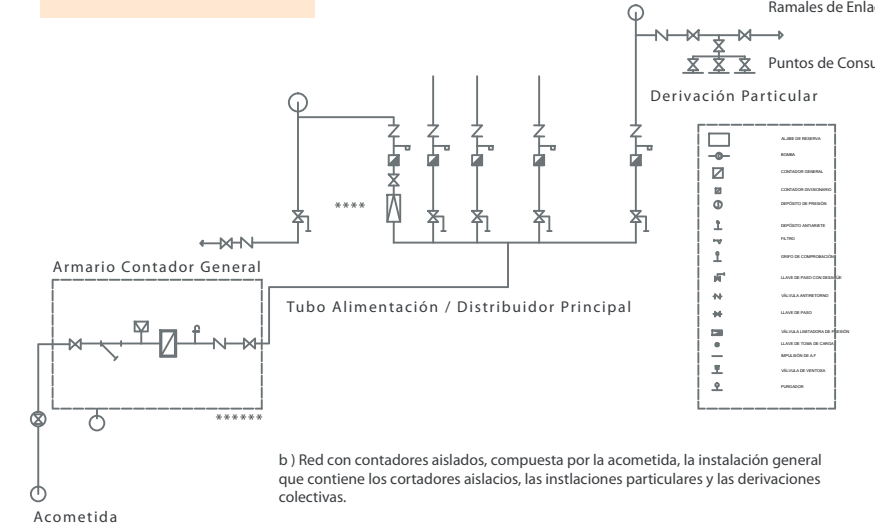 Ramales de Enla
Puntos de Consu
Derivación Particular
ALJIBE DE RESERVA
BOMBA
CONTADOR GENERAL
CONTADOR DIVISIONARIO
DEPÓSITO DE PRESIÓN
DEPÓSITO ANTIARIETE
FILTRO
GRIFO DE COMPROBACIÓN
LLAVE DE PASO CON DESAGÜE
VÁLVULA ANTIRETORNO
LLAVE DE PASO
VÁLVULA LIMITADORA DE PRESIÓN
LLAVE DE TOMA DE CARGA
IMPULSIÓN DE A.F
VÁLVULA DE VENTOSA
PURGADOR
****
Armario Contador General
Tubo Alimentación / Distribuidor Principal
******
b ) Red con contadores aislados, compuesta por la acometida, la instalación general
que contiene los cortadores aislacios, las instlaciones particulares y las derivaciones
colectivas.
Acometida